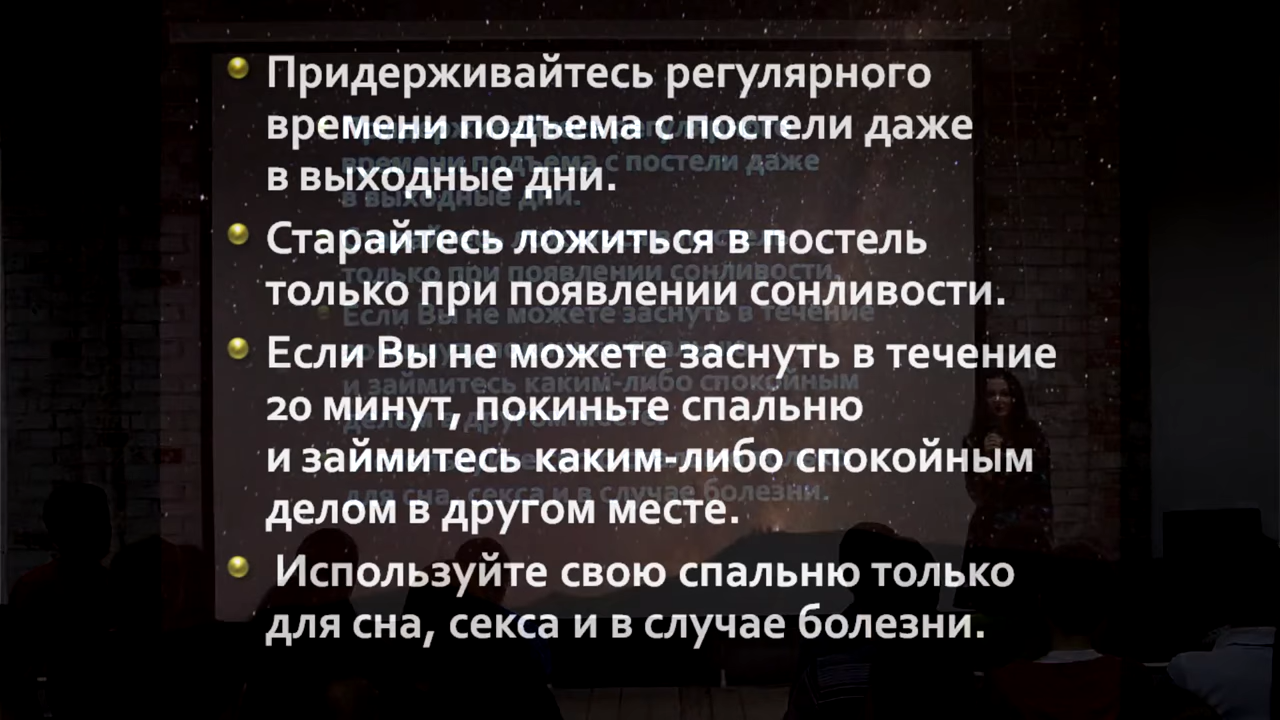 Придерживайтесь регулярного
времени подъема с постели даже
в выходные дни.
Старайтесь ложиться в постель
только при появлении сонливости.
Если Вы не можете заснуть в течение
20 минут, покиньте спальню
и займитесь каким-либо спокойным
делом в другом месте.
Используйте свою спальню только
для сна, секса и в случае болезни.